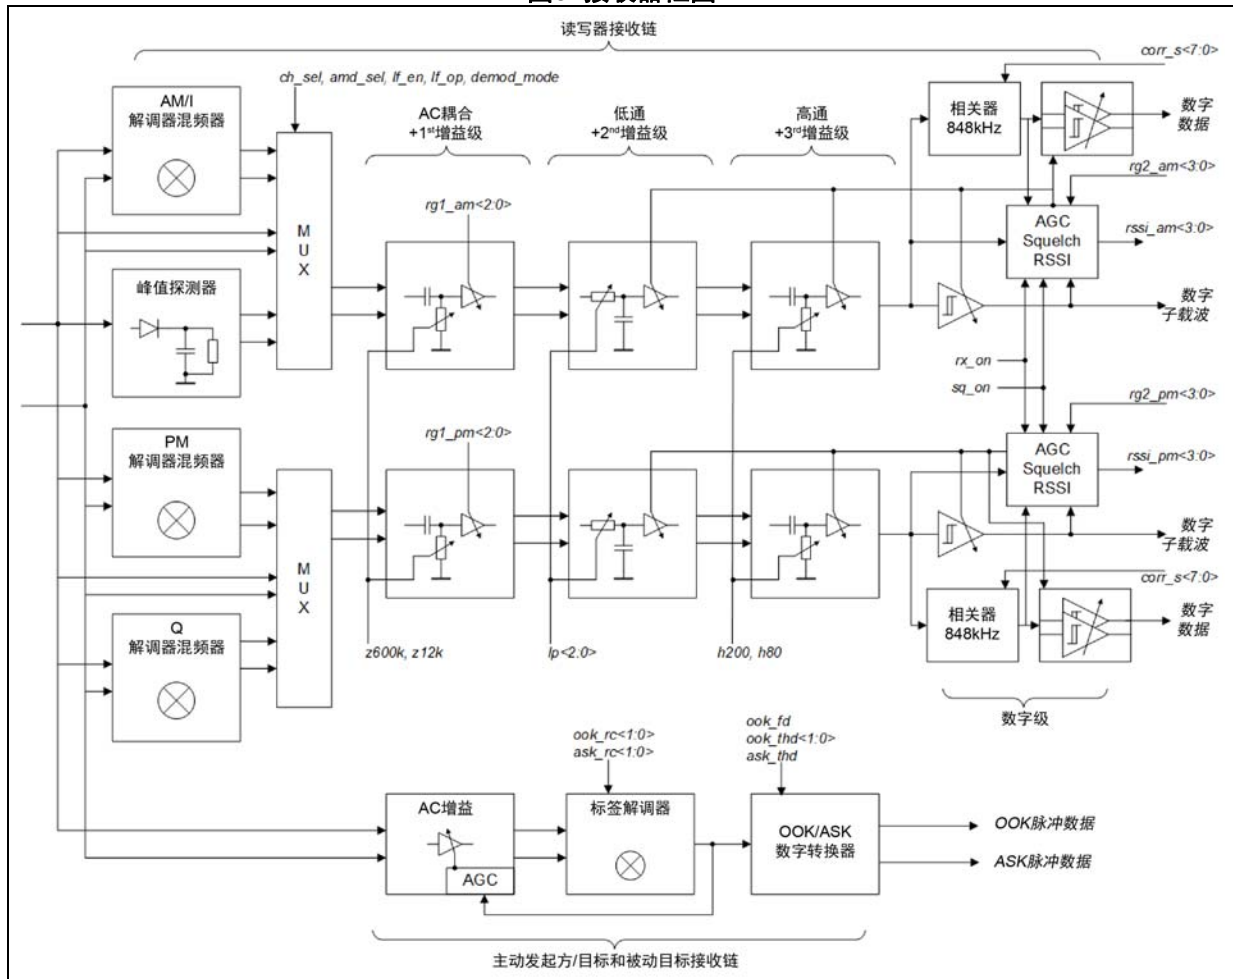 读写器接收链
corr_s<7:0>
ch_sel, amd_sel, lf_en, lf_op, demod_mode
AM/I
解调器混频器
AC耦合
+1st增益级
低通
+2nd增益级
高通
+3rd增益级
相关器
848kHz
数字
数据
rg2_am<3:0>
rg1_am<2:0>
M
U
X
AGC
Squelch
RSSI
rssi_am<3:0>
峰值探测器
数字
子载波
rx_on
sq_on
rg2_pm<3:0>
PM
解调器混频器
rg1_pm<2:0>
AGC
Squelch
RSSI
rssi_pm<3:0>
M
U
X
数字
子载波
corr_s<7:0>
Q
解调器混频器
相关器
848kHz
数字
数据
z600k, z12k
lp<2:0>
h200, h80
数字级
ook_rc<1:0>
ask_rc<1:0>
ook_fd
ook_thd<1:0>
ask_thd
AC增益
AGC
标签解调器
OOK/ASK
数字转换器
OOK脉冲数据
ASK脉冲数据
主动发起方/目标和被动目标接收链